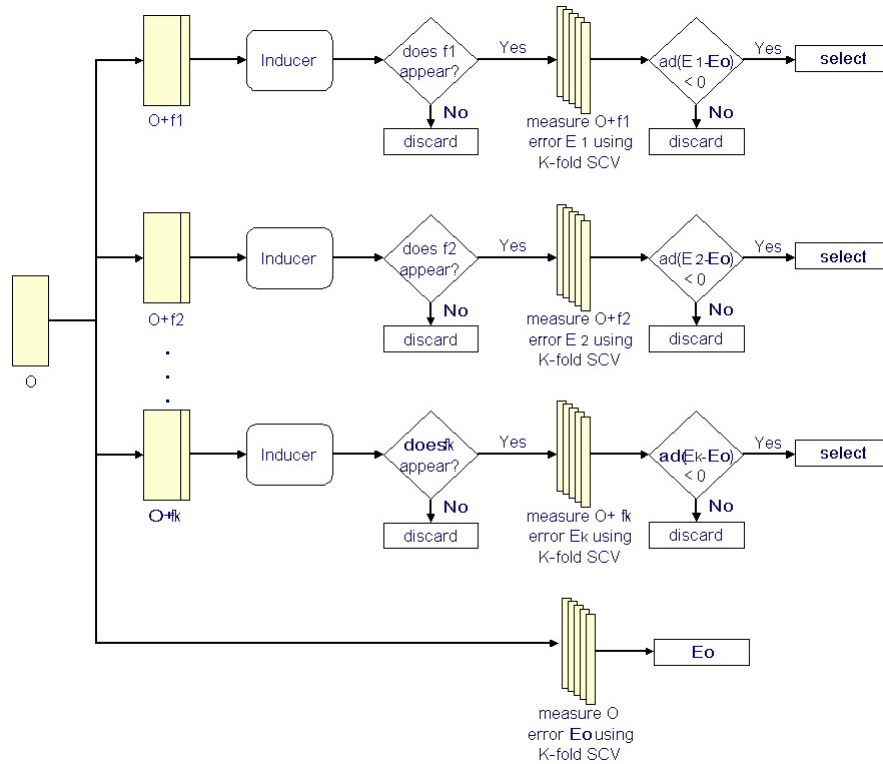 O
O+f1
Inducer
does f1
appear?
Yes
No
discard
measure O+f1
error E 1 using
K-fold SCV
ad(E 1-Eo)
< 0
Yes
No
discard
select
O+f2
Inducer
does f2
appear?
Yes
No
discard
measure O+f2
error E 2 using
K-fold SCV
ad(E 2-Eo)
< 0
Yes
No
discard
select
O+fk
Inducer
does fk
appear?
Yes
No
discard
measure O+ fk
error Ek using
K-fold SCV
ad(Ek-Eo)
< 0
Yes
No
discard
select
measure O
error Eo using
K-fold SCV
Eo